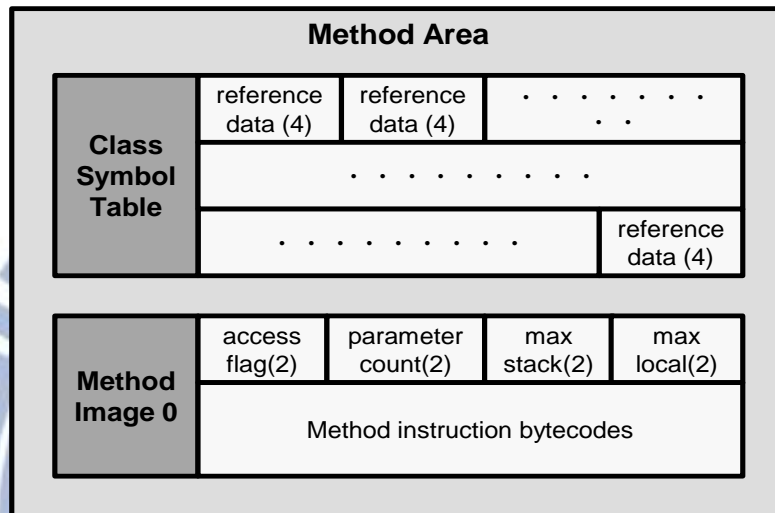 Method Area
Class
Symbol
Table
reference
data (4)
reference
data (4)
. . . . . . .
. .
. . . . . . . . .
. . . . . . . . .
reference
data (4)
Method
Image 0
access
flag(2)
parameter
count(2)
max
stack(2)
max
local(2)
Method instruction bytecodes